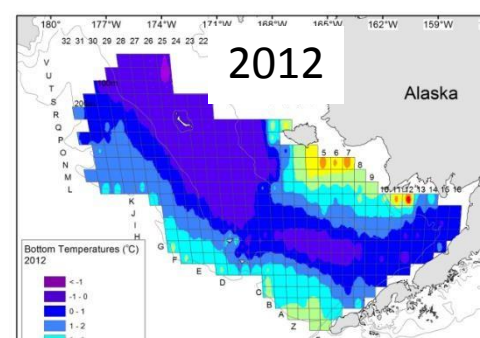 180°W 177°W 174°W 171°W 168°W 165°W 162°W 159°W
32 31 30 29 28 27 26 25 24 23 22
2012
Alaska
V
U
T
S
R
Q
P
O
N
M
L
K
J
I
H
G
F
E
D
C
B
A
Z
5 6 7
8
9
10 11 12 13 14 15 16
Bottom Temperatures (°C)
2012
< -1
-1 - 0
0 - 1
1 - 2